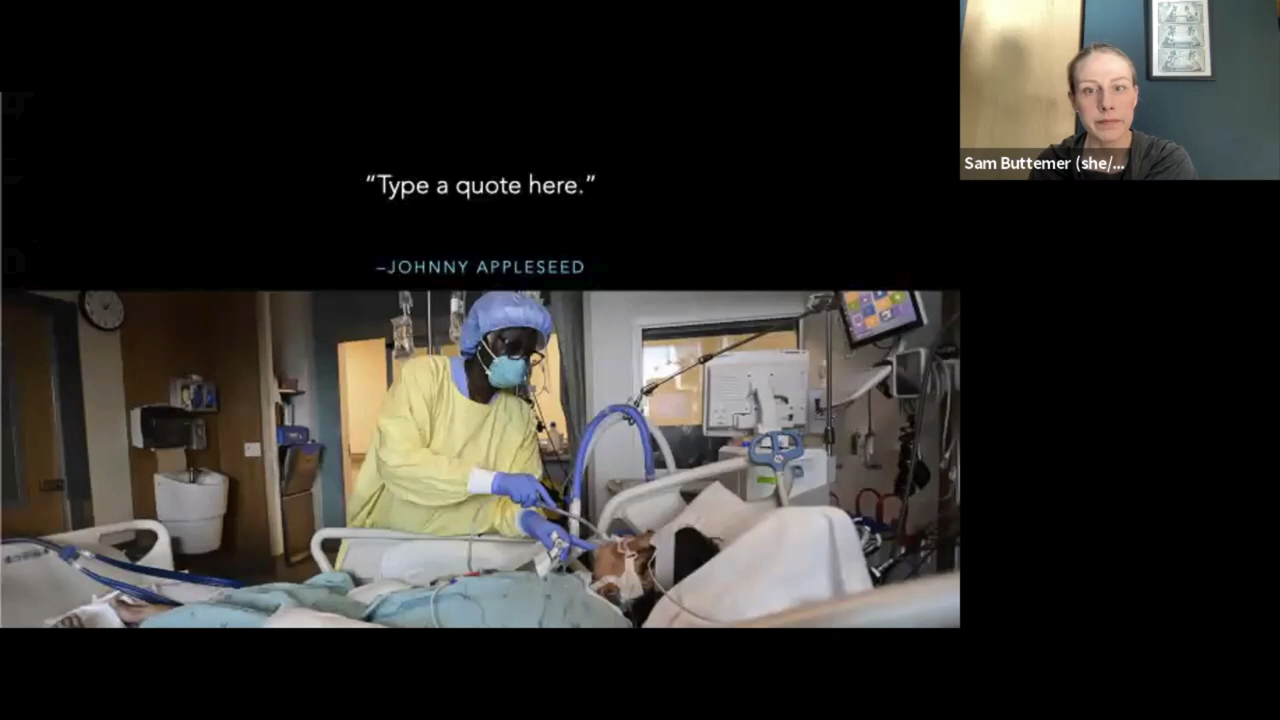 “Type a quote here.”
–JOHNNY APPLESEED
Sam Buttemer (she/...